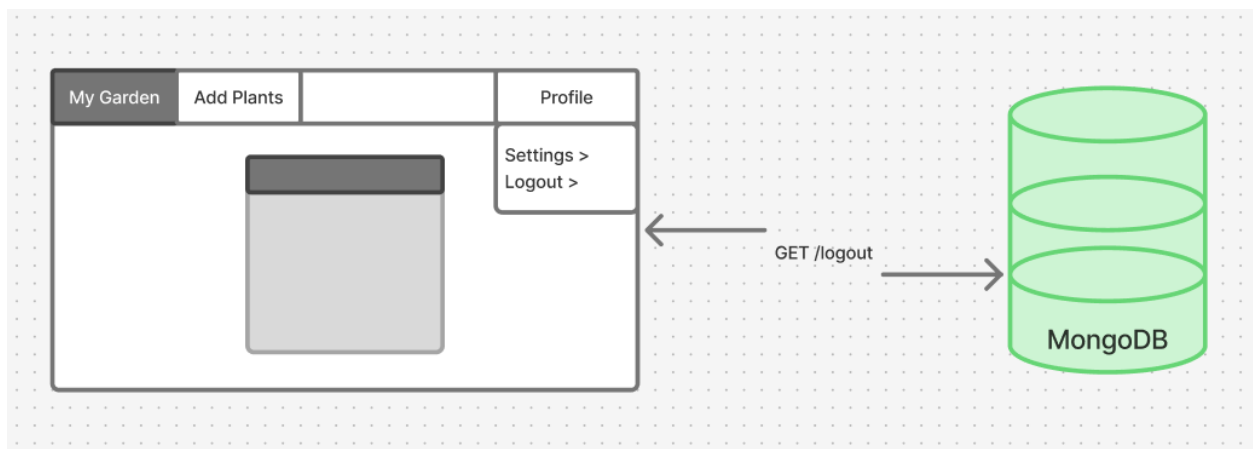 My Garden
Add Plants
Profile
Settings >
Logout >
GET /logout
MongoDB